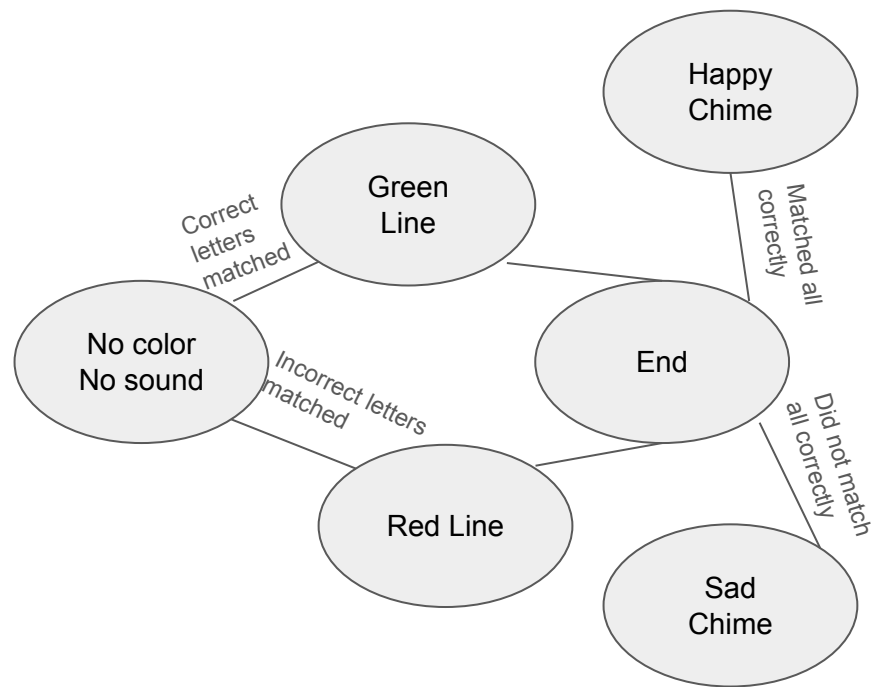 Happy
Chime
Green
Line
Correct
letters
matched
Matched all
correctly
No color
No sound
End
Incorrect letters
matched
Did not match
all correctly
Red Line
Sad
Chime